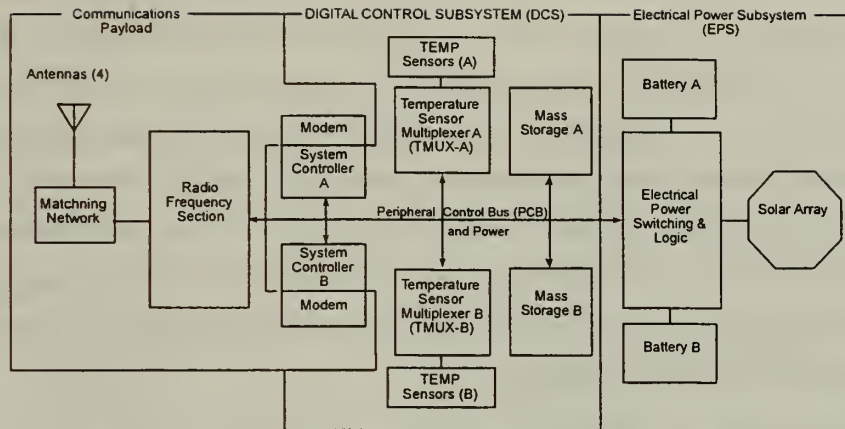 Communications
Payload
DIGITAL CONTROL SUBSYSTEM (DCS)
Electrical Power Subsystem
(EPS)
Antennas (4)
Matchning
Network
Radio
Frequency
Section
Modem
System
Controller
A
System
Controller
B
Modem
TEMP
Sensors (A)
Temperature
Sensor
Multiplexer A
(TMUX-A)
Mass
Storage A
Peripheral Control Bus (PCB)
and Power
Temperature
Sensor
Multiplexer B
(TMUX-B)
Mass
Storage B
TEMP
Sensors (B)
Battery A
Electrical
Power
Switching &
Logic
Solar Array
Battery B